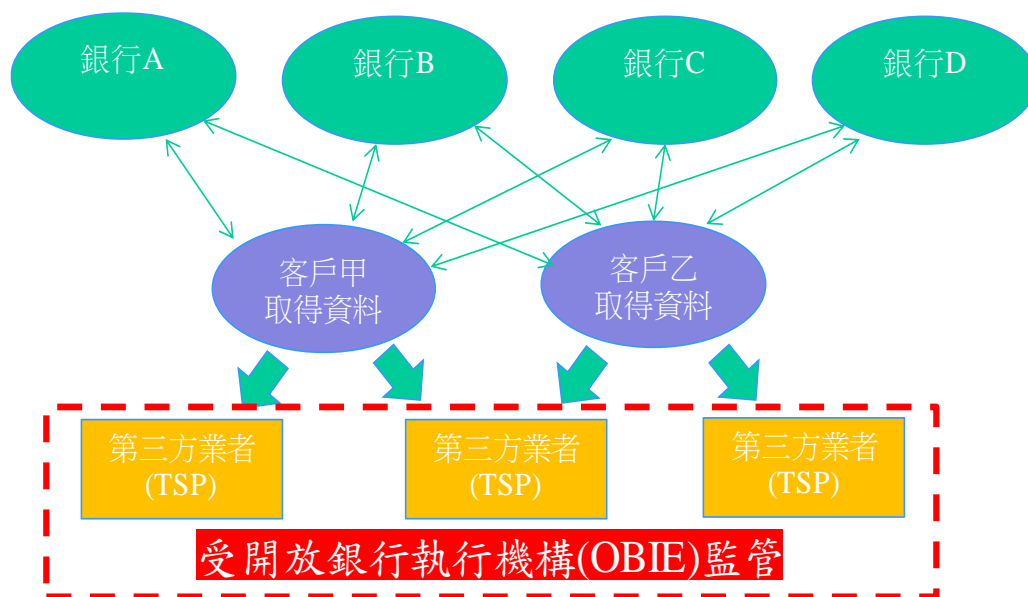 銀行A
銀行B
銀行C
銀行D
客戶甲
取得資料
客戶乙
取得資料
第三方業者
(TSP)
第三方業者
(TSP)
第三方業者
(TSP)
受開放銀行執行機構(OBIE)監管